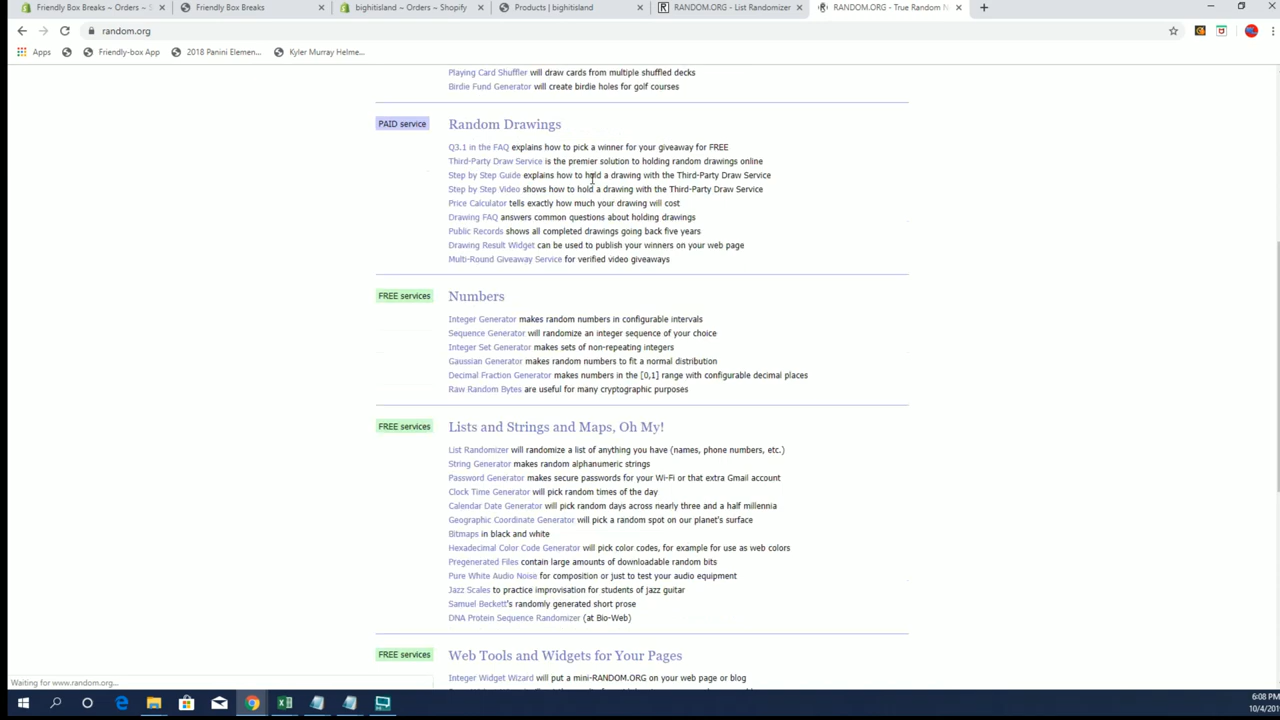 Friendly Box Breaks ~ Orders ~ S
Friendly Box Breaks
bighitisland ~ Orders ~ Shopify
Products | bighitisland
RANDOM.ORG - List Randomizer
RANDOM.ORG - True Random N
random.org
Apps
Friendly-box App
2018 Panini Elemen...
Kyler Murray Helme...
Playing Card Shuffler will draw cards from multiple shuffled decks
Birdie Fund Generator will create birdie holes for golf courses
PAID service
Random Drawings
Q3.1 in the FAQ explains how to pick a winner for your giveaway for FREE
Third-Party Draw Service is the premier solution to holding random drawings online
Step by Step Guide explains how to hold a drawing with the Third-Party Draw Service
Step by Step Video shows how to hold a drawing with the Third-Party Draw Service
Price Calculator tells exactly how much your drawing will cost
Drawing FAQ answers common questions about holding drawings
Public Records shows all completed drawings going back five years
Drawing Result Widget can be used to publish your winners on your web page
Multi-Round Giveaway Service for verified video giveaways
FREE services
Numbers
Integer Generator makes random numbers in configurable intervals
Sequence Generator will randomize an integer sequence of your choice
Integer Set Generator makes sets of non-repeating integers
Gaussian Generator makes random numbers to fit a normal distribution
Decimal Fraction Generator makes numbers in the [0,1] range with configurable decimal places
Raw Random Bytes are useful for many cryptographic purposes
FREE services
Lists and Strings and Maps, Oh My!
List Randomizer will randomize a list of anything you have (names, phone numbers, etc.)
String Generator makes random alphanumeric strings
Password Generator makes secure passwords for your Wi-Fi or that extra Gmail account
Clock Time Generator will pick random times of the day
Calendar Date Generator will pick random days across nearly three and a half millennia
Geographic Coordinate Generator will pick a random spot on our planet's surface
Bitmaps in black and white
Hexadecimal Color Code Generator will pick color codes, for example for use as web colors
Pregenerated Files contain large amounts of downloadable random bits
Pure White Audio Noise for composition or just to test your audio equipment
Jazz Scales to practice improvisation for students of jazz guitar
Samuel Beckett's randomly generated short prose
DNA Protein Sequence Randomizer (at Bio-Web)
FREE services
Web Tools and Widgets for Your Pages
Integer Widget Wizard will put a mini-RANDOM.ORG on your web page or blog
Waiting for www.random.org...
6:08 PM
10/4/20